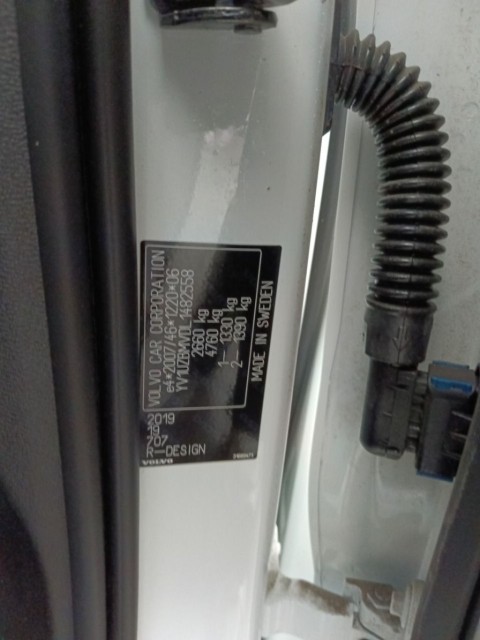 VOLVO CAR CORPORATION
e4*2007/46*1220*06
YV1UZBMVDL1482558
2660 kg
4760 kg
1— 1330 kg
2— 1390 kg
MADE IN SWEDEN
2019
707
R—DESIGN
VOLVO